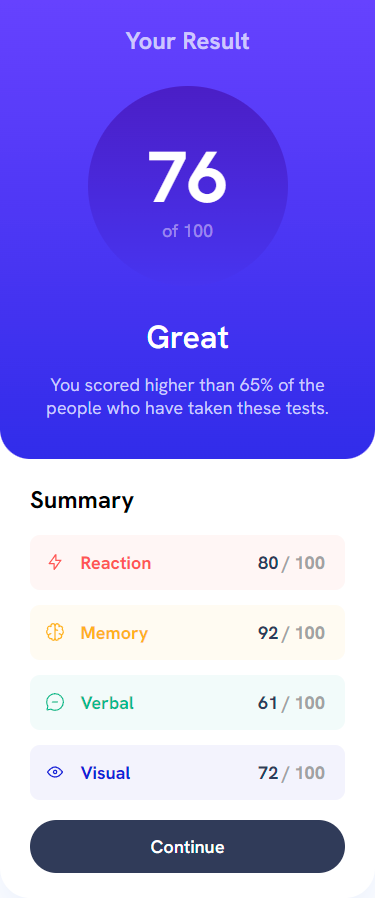 Your Result
76
of 100
Great
You scored higher than 65% of the
people who have taken these tests.
Summary
Reaction 80 / 100
Memory 92 / 100
Verbal 61 / 100
Visual 72 / 100
Continue